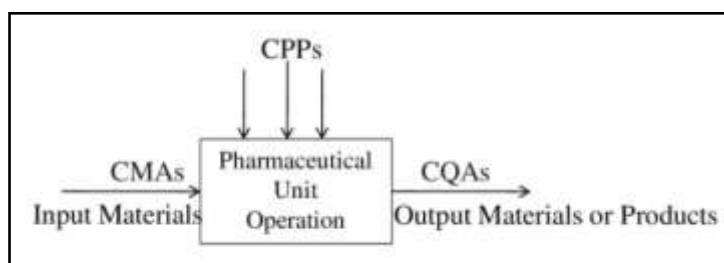 CPPs
CMAs
Input Materials
Pharmaceutical
Unit
Operation
CQAs
Output Materials or Products